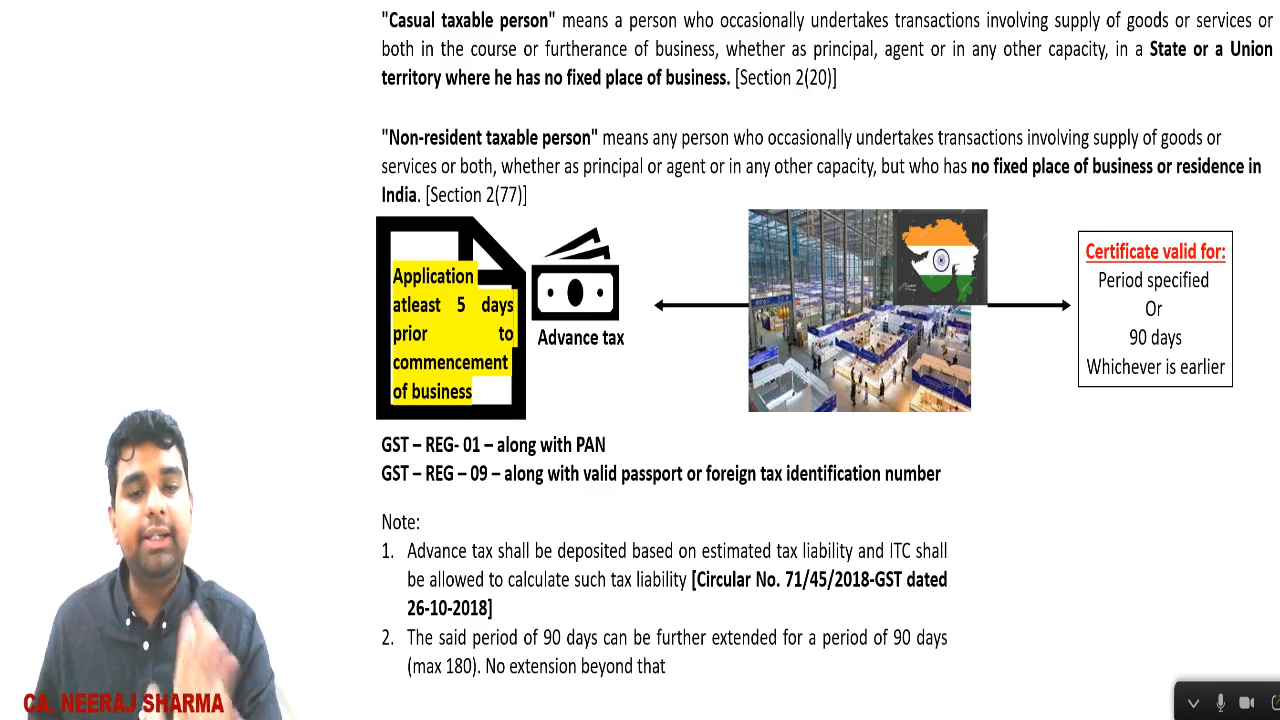 "Casual taxable person" means a person who occasionally undertakes transactions involving supply of goods or services or
both in the course or furtherance of business, whether as principal, agent or in any other capacity, in a State or a Union
territory where he has no fixed place of business. [Section 2(20)]
"Non-resident taxable person" means any person who occasionally undertakes transactions involving supply of goods or
services or both, whether as principal or agent or in any other capacity, but who has no fixed place of business or residence in
India. [Section 2(77)]
Application
atleast 5 days
prior to
commencement
of business
Advance tax
Certificate valid for:
Period specified
Or
90 days
Whichever is earlier
GST – REG- 01 – along with PAN
GST – REG – 09 – along with valid passport or foreign tax identification number
Note:
1. Advance tax shall be deposited based on estimated tax liability and ITC shall
be allowed to calculate such tax liability [Circular No. 71/45/2018-GST dated
26-10-2018]
2. The said period of 90 days can be further extended for a period of 90 days
(max 180). No extension beyond that
CA. NEERAJ SHARMA